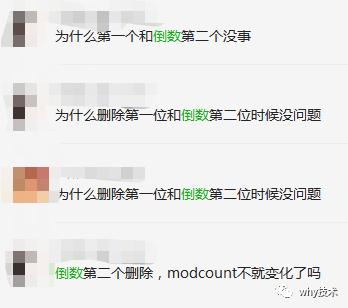 为什么第一个和倒数第二个没事
为什么删除第一位和倒数第二位时候没问题
为什么删除第一位和倒数第二位时候没问题
倒数第二个删除，modcount不就变化了吗
why技术